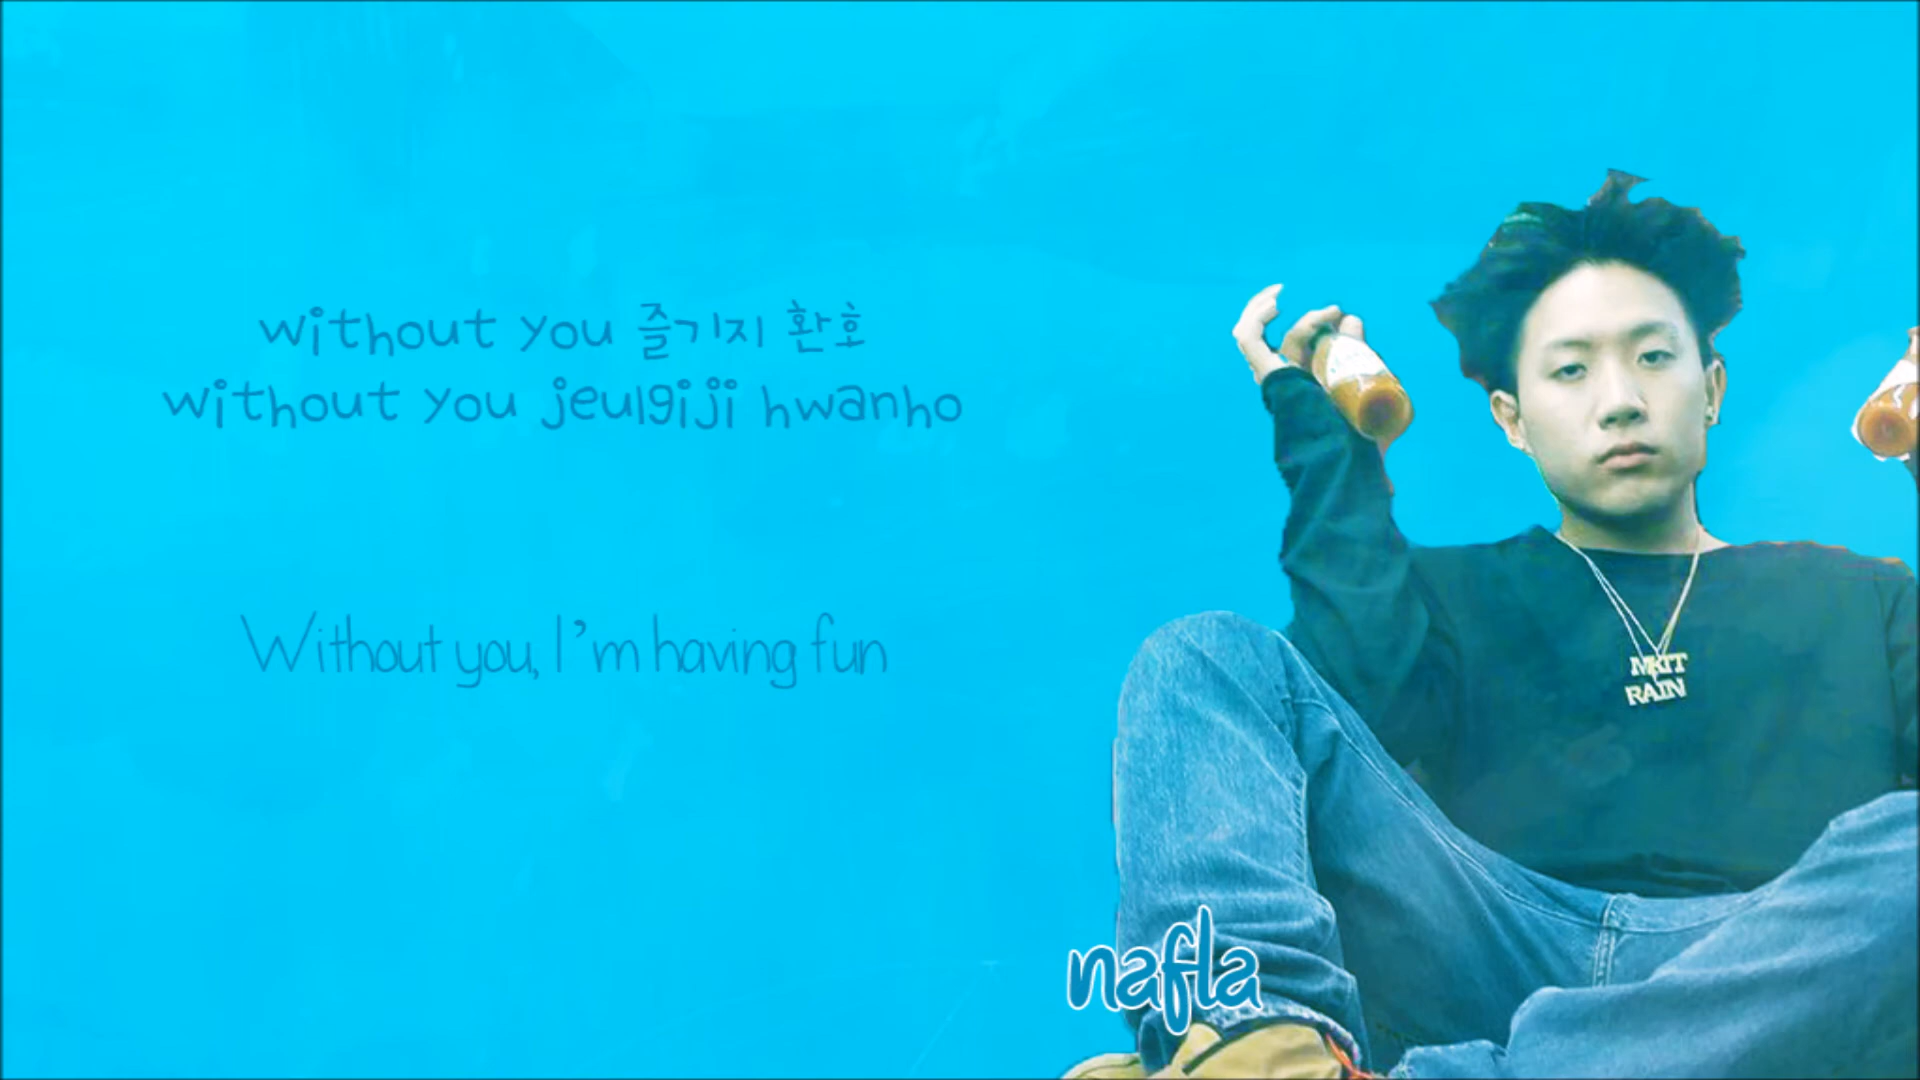 without you 즐기지 환호
without you jeulgiji hwanho
Without you, I'm having fun
MKIT
RAIN
nafla